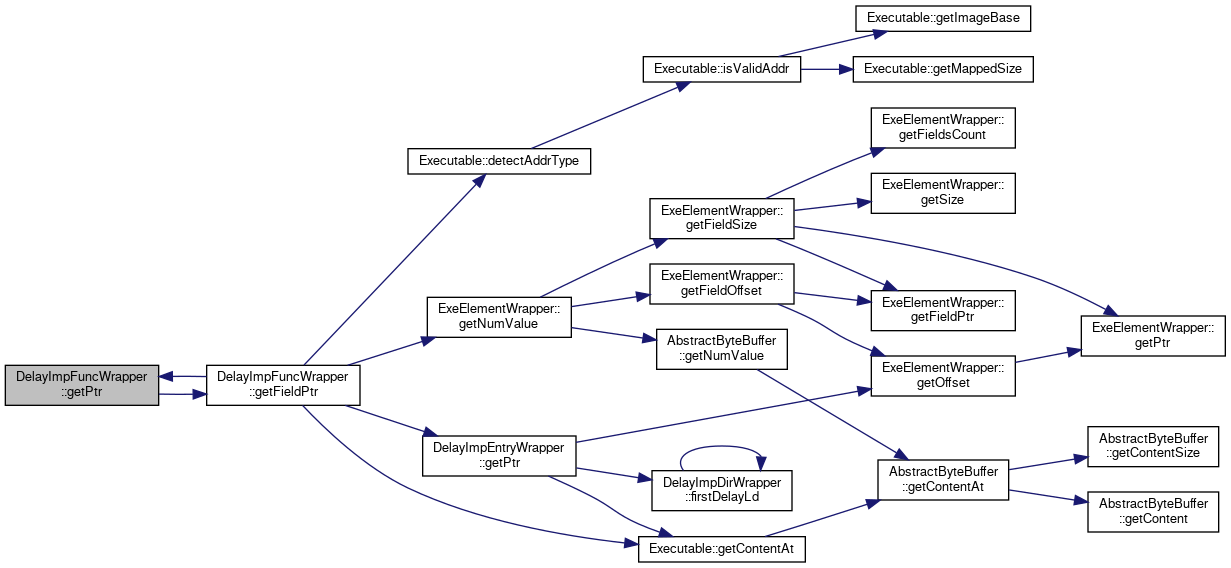 Executable::getImageBase
Executable::isValidAddr
Executable::getMappedSize
ExeElementWrapper::
getFieldsCount
Executable::detectAddrType
ExeElementWrapper::
getSize
ExeElementWrapper::
getFieldSize
ExeElementWrapper::
getFieldOffset
ExeElementWrapper::
getFieldPtr
ExeElementWrapper::
getNumValue
ExeElementWrapper::
getPtr
AbstractByteBuffer
::getNumValue
ExeElementWrapper::
getOffset
DelayImpFuncWrapper
::getPtr
DelayImpFuncWrapper
::getFieldPtr
DelayImpEntryWrapper
::getPtr
AbstractByteBuffer
::getContentSize
DelayImpDirWrapper
::firstDelayLd
AbstractByteBuffer
::getContentAt
AbstractByteBuffer
::getContent
Executable::getContentAt